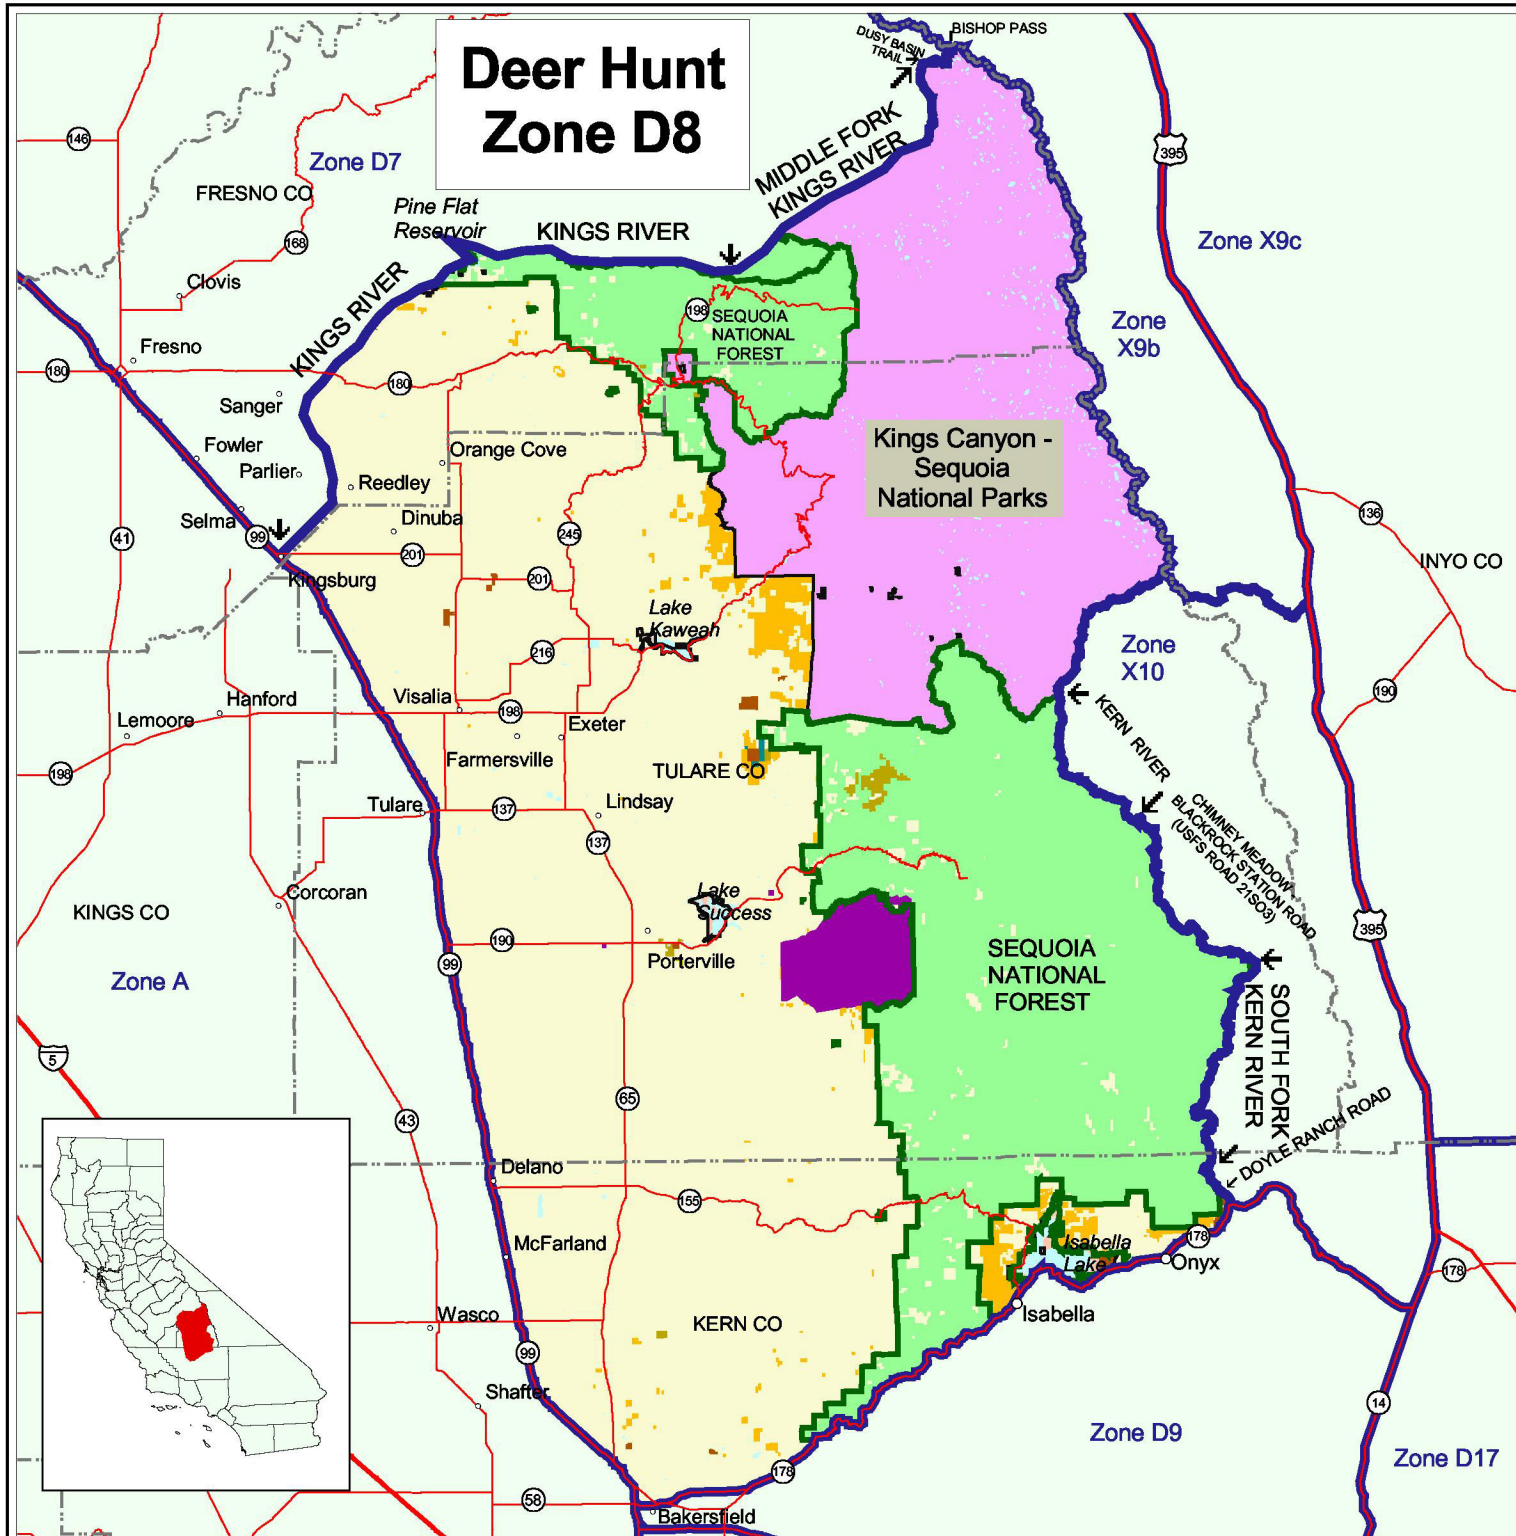 Deer Hunt
Zone D8
BISHOP PASS
DUSY BASIN
TRAIL
MIDDLE FORK
KINGS RIVER
146
Zone D7
FRESNO CO
395
Pine Flat
Reservoir
KINGS RIVER
168
Zone X9c
Clovis
KINGS RIVER
198
SEQUOIA
NATIONAL
FOREST
Zone
X9b
Fresno
180
180
Sanger
Fowler
Orange Cove
Kings Canyon -
Sequoia
National Parks
Parlier
Reedley
Selma
Dinuba
136
99
41
201
245
INYO CO
Kingsburg
201
Lake
Kaweah
Zone
X10
216
Hanford
Visalia
198
190
Lemoore
Exeter
KERN RIVER
Farmersville
198
TULARE CO
Tulare
137
Lindsay
CHIMNEY MEADOW
BLACKROCK STATION ROAD
(USFS ROAD 21SO3)
137
Corcoran
Lake
Success
KINGS CO
395
190
SEQUOIA
NATIONAL
FOREST
Porterville
99
Zone A
SOUTH FORK
KERN RIVER
5
65
43
DOYLE RANCH ROAD
Delano
155
McFarland
Isabella
Lake
178
Onyx
178
Wasco
KERN CO
Isabella
99
Shafter
14
Zone D9
Zone D17
178
58
Bakersfield